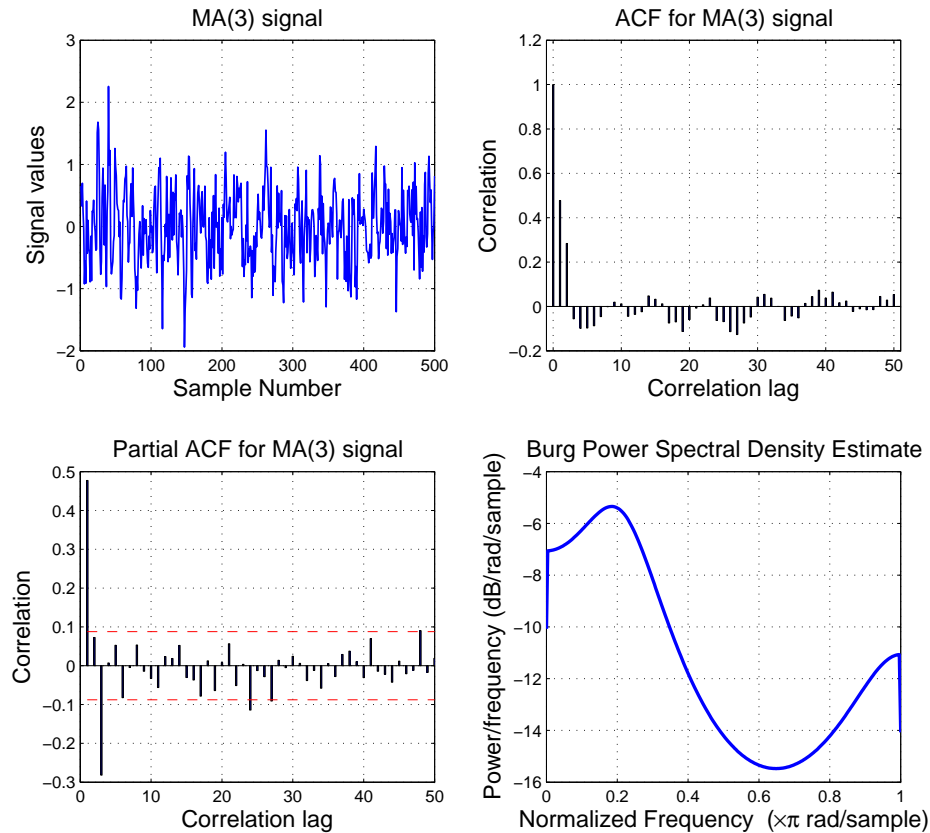 MA(3) signal
3
2
1
0
−1
−2
0 100 200 300 400 500
Sample Number
Signal values
ACF for MA(3) signal
1.2
1
0.8
0.6
0.4
0.2
0
−0.2
0 10 20 30 40 50
Correlation lag
Correlation
Partial ACF for MA(3) signal
0.5
0.4
0.3
0.2
0.1
0
−0.1
−0.2
−0.3
0 10 20 30 40 50
Correlation lag
Correlation
Burg Power Spectral Density Estimate
−4
−6
−8
−10
−12
−14
−16
0 0.2 0.4 0.6 0.8 1
Normalized Frequency (×π rad/sample)
Power/frequency (dB/rad/sample)